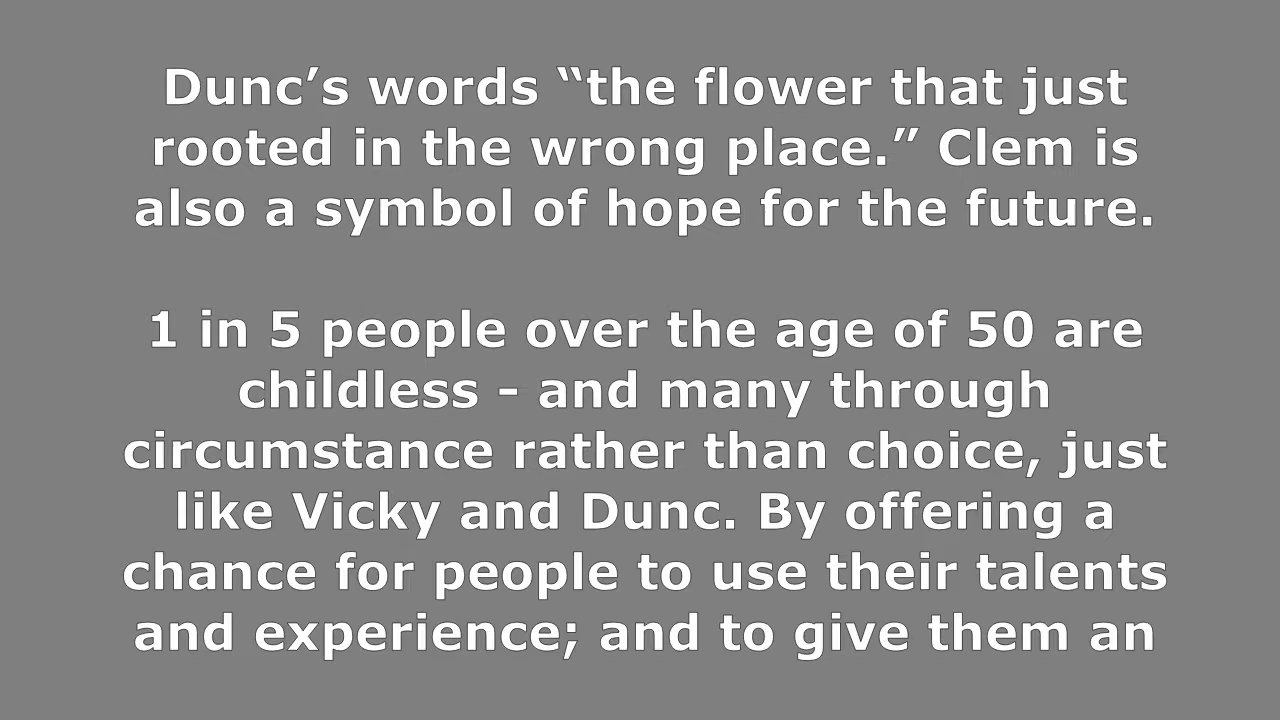 Dunc’s words “the flower that just
rooted in the wrong place.” Clem is
also a symbol of hope for the future.
1 in 5 people over the age of 50 are
childless - and many through
circumstance rather than choice, just
like Vicky and Dunc. By offering a
chance for people to use their talents
and experience; and to give them an